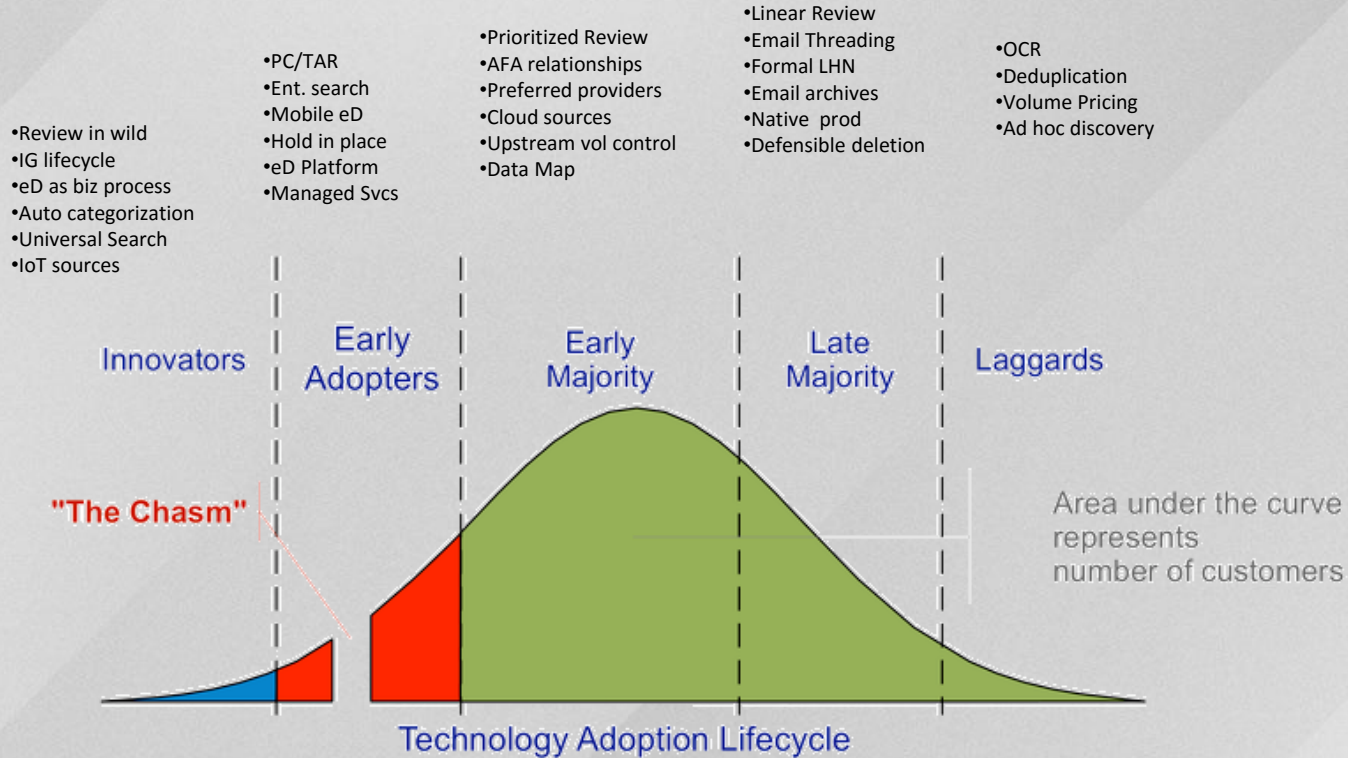 •Review in wild
•IG lifecycle
•eD as biz process
•Auto categorization
•Universal Search
•IoT sources
•PC/TAR
•Ent. search
•Mobile eD
•Hold in place
•eD Platform
•Managed Svcs
•Prioritized Review
•AFA relationships
•Preferred providers
•Cloud sources
•Upstream vol control
•Data Map
•Linear Review
•Email Threading
•Formal LHN
•Email archives
•Native prod
•Defensible deletion
•OCR
•Deduplication
•Volume Pricing
•Ad hoc discovery
Innovators
Early
Adopters
Early
Majority
Late
Majority
Laggards
"The Chasm"
Area under the curve
represents
number of customers
Technology Adoption Lifecycle